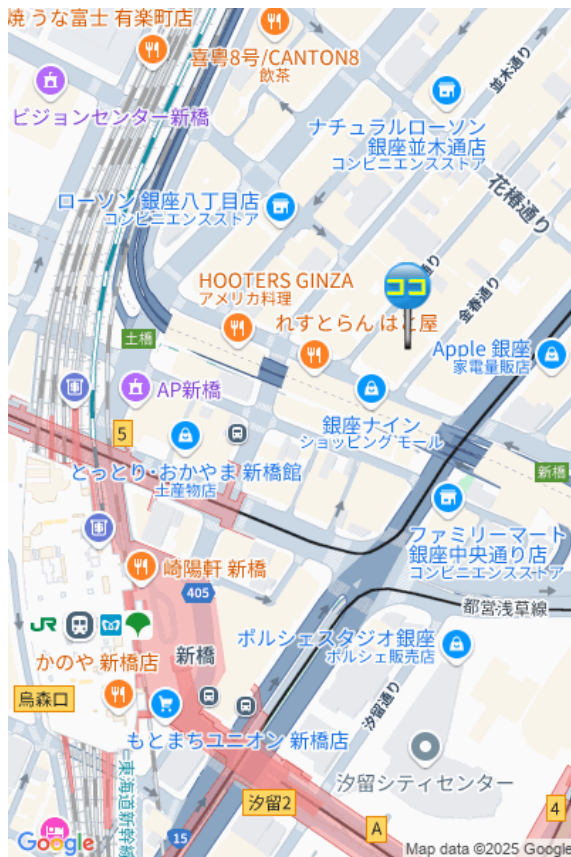 焼 うな富士 有楽町店
喜粤8号/CANTON8
飲茶
ビジョンセンター新橋
並木通り
ナチュラルローソン
銀座並木通店
コンビニエンスストア
ローソン 銀座八丁目店
コンビニエンスストア
花椿通り
通り
金春通り
ココ
HOOTERS GINZA
アメリカ料理
れすとらん はと屋
土橋
Apple 銀座
家電量販店
AP新橋
銀座ナイン
ショッピング モール
5
とっとり・おかやま 新橋館
土産物店
新橋
ファミリーマート
銀座中央通り店
コンビニエンスストア
崎陽軒 新橋
405
都営浅草線
JR
新橋
ポルシェスタジオ銀座
ポルシェ販売店
かのや 新橋店
烏森口
汐留通り
もとまちユニオン 新橋店
東海道新幹線
汐留シティセンター
汐留2
A
4
15
Google
Map data ©2025 Google